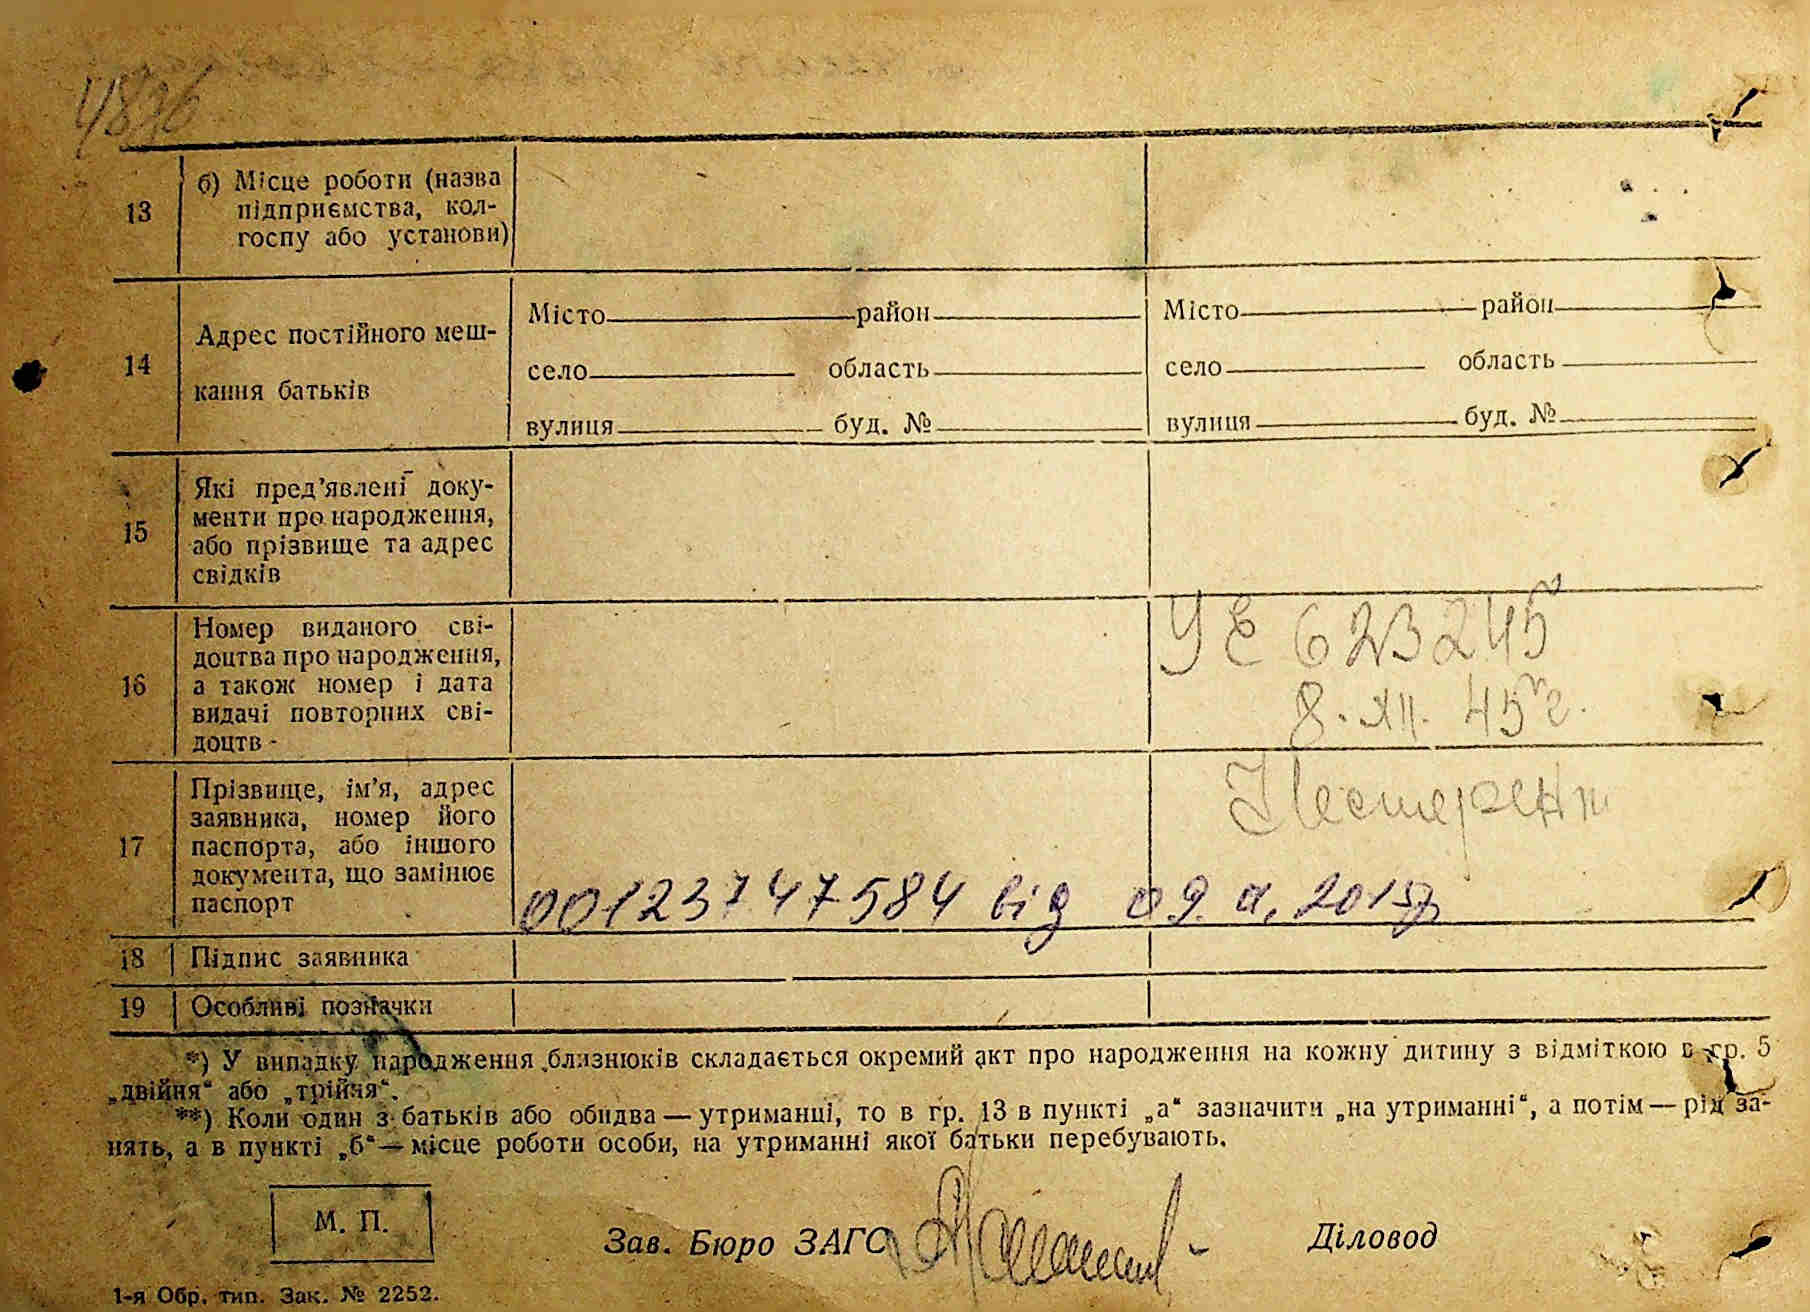 4896
13 б) Місце роботи (назва
підприємства, кол-
госпу або установи)
14 Адрес постійного меш-
кання батьків
Місто район Місто район
село область село область
вулиця буд. № вулиця буд. №
15 Які пред’явлені доку-
менти про народження,
або прізвище та адрес
свідків
16 Номер виданого сві-
доцтва про народження,
а також номер і дата
видачі повторних сві-
доцтв -
УЕ 623245
8. XII. 45 г.
17 Прізвище, ім’я, адрес
заявника, номер його
паспорта, або іншого
документа, що замінює
паспорт
00123747584 від 09. 2015р
18 Підпис заявника
19 Особливі позначки
*) У випадку народження близнюків складається окремий акт про народження на кожну дитину з відміткою в гр. 5
„двійня“ або „трійня“.
**) Коли один з батьків або обидва — утриманці, то в гр. 13 в пункті „а“ зазначити „на утриманні“, а потім — рід за-
нять, а в пункті „б“ — місце роботи особи, на утриманні якої батьки перебувають.
М. П.
Зав. Бюро ЗАГС Діловод
1-я Обр. тип. Зак. № 2252.